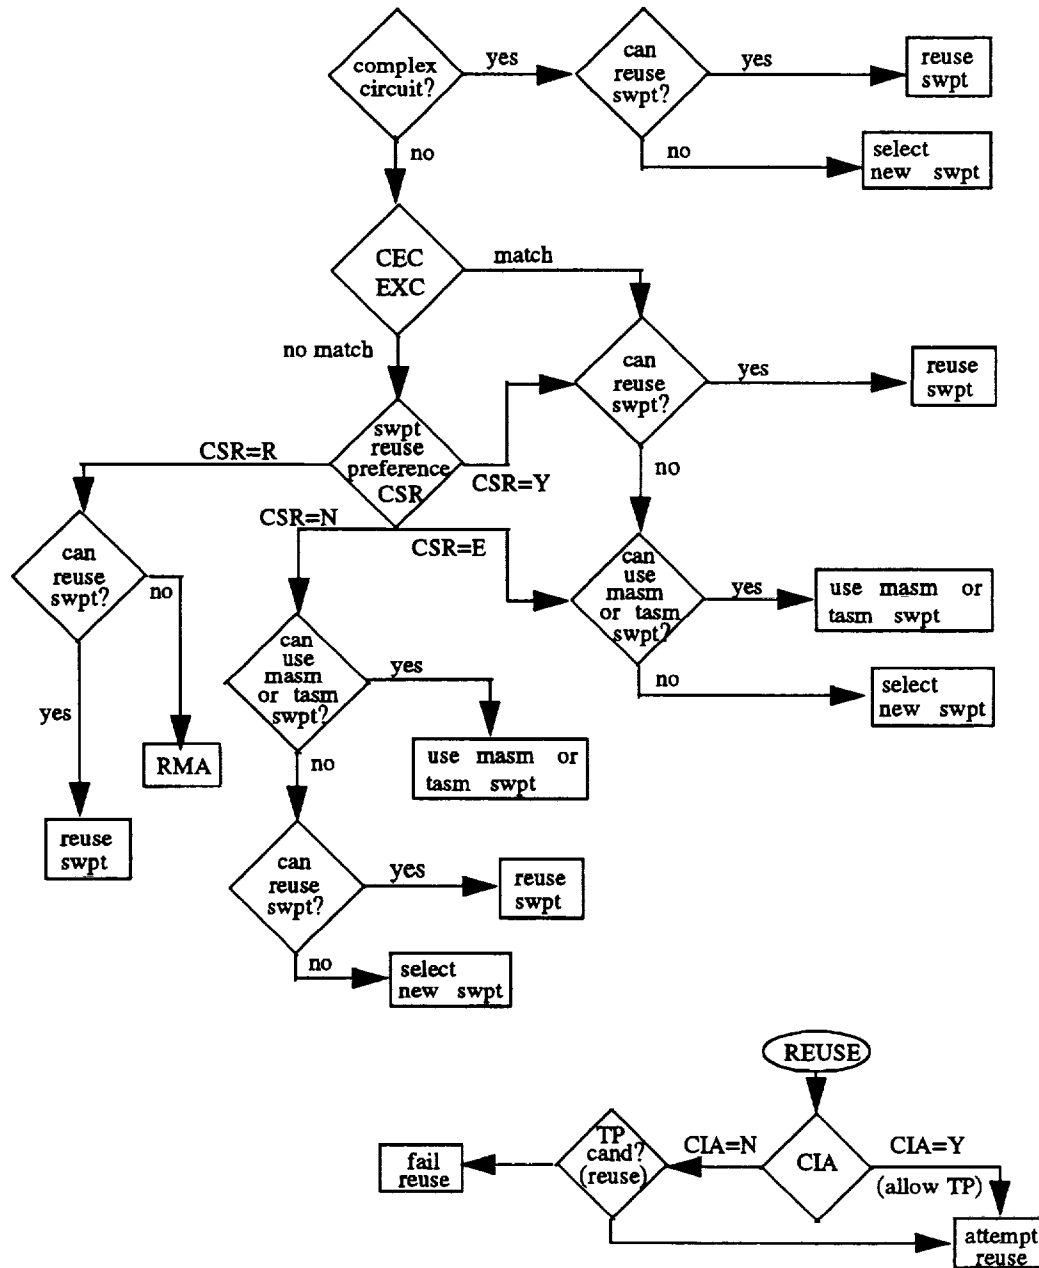 complex
circuit?
yes
can
reuse
swpt?
yes
reuse
swpt
no
no
select
new swpt
CEC
EXC
match
no match
can
reuse
swpt?
yes
reuse
swpt
swpt
reuse
preference
CSR
CSR=R
CSR=Y
no
CSR=N
CSR=E
can
reuse
swpt?
no
yes
RMA
reuse
swpt
can
use
masm
or tasm
swpt?
yes
use masm or
tasm swpt
no
select
new swpt
can
use
masm
or tasm
swpt?
yes
use masm or
tasm swpt
no
can
reuse
swpt?
yes
reuse
swpt
no
select
new swpt
REUSE
CIA
CIA=N
CIA=Y
(allow TP)
TP
cand?
(reuse)
fail
reuse
attempt
reuse